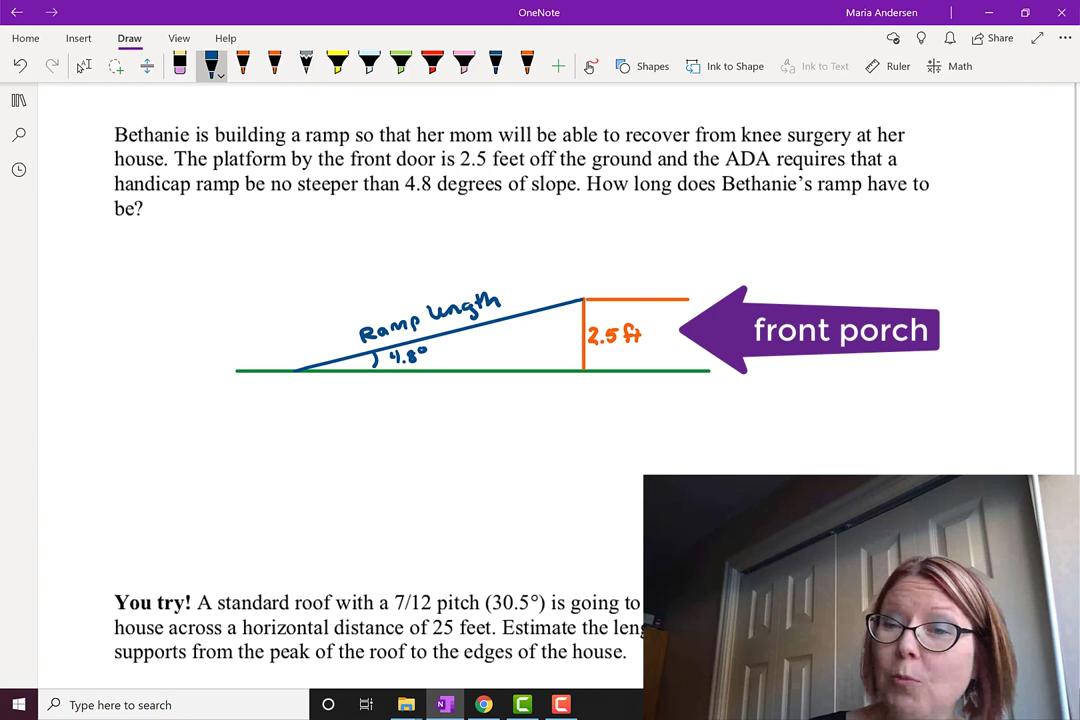 OneNote
Maria Andersen
Home Insert Draw View Help
Share
Shapes Ink to Shape Ink to Text Ruler Math
Bethanie is building a ramp so that her mom will be able to recover from knee surgery at her
house. The platform by the front door is 2.5 feet off the ground and the ADA requires that a
handicap ramp be no steeper than 4.8 degrees of slope. How long does Bethanie’s ramp have to
be?
Ramp length
4.8°
2.5 ft
front porch
You try! A standard roof with a 7/12 pitch (30.5°) is going to
house across a horizontal distance of 25 feet. Estimate the
supports from the peak of the roof to the edges of the house.
Type here to search